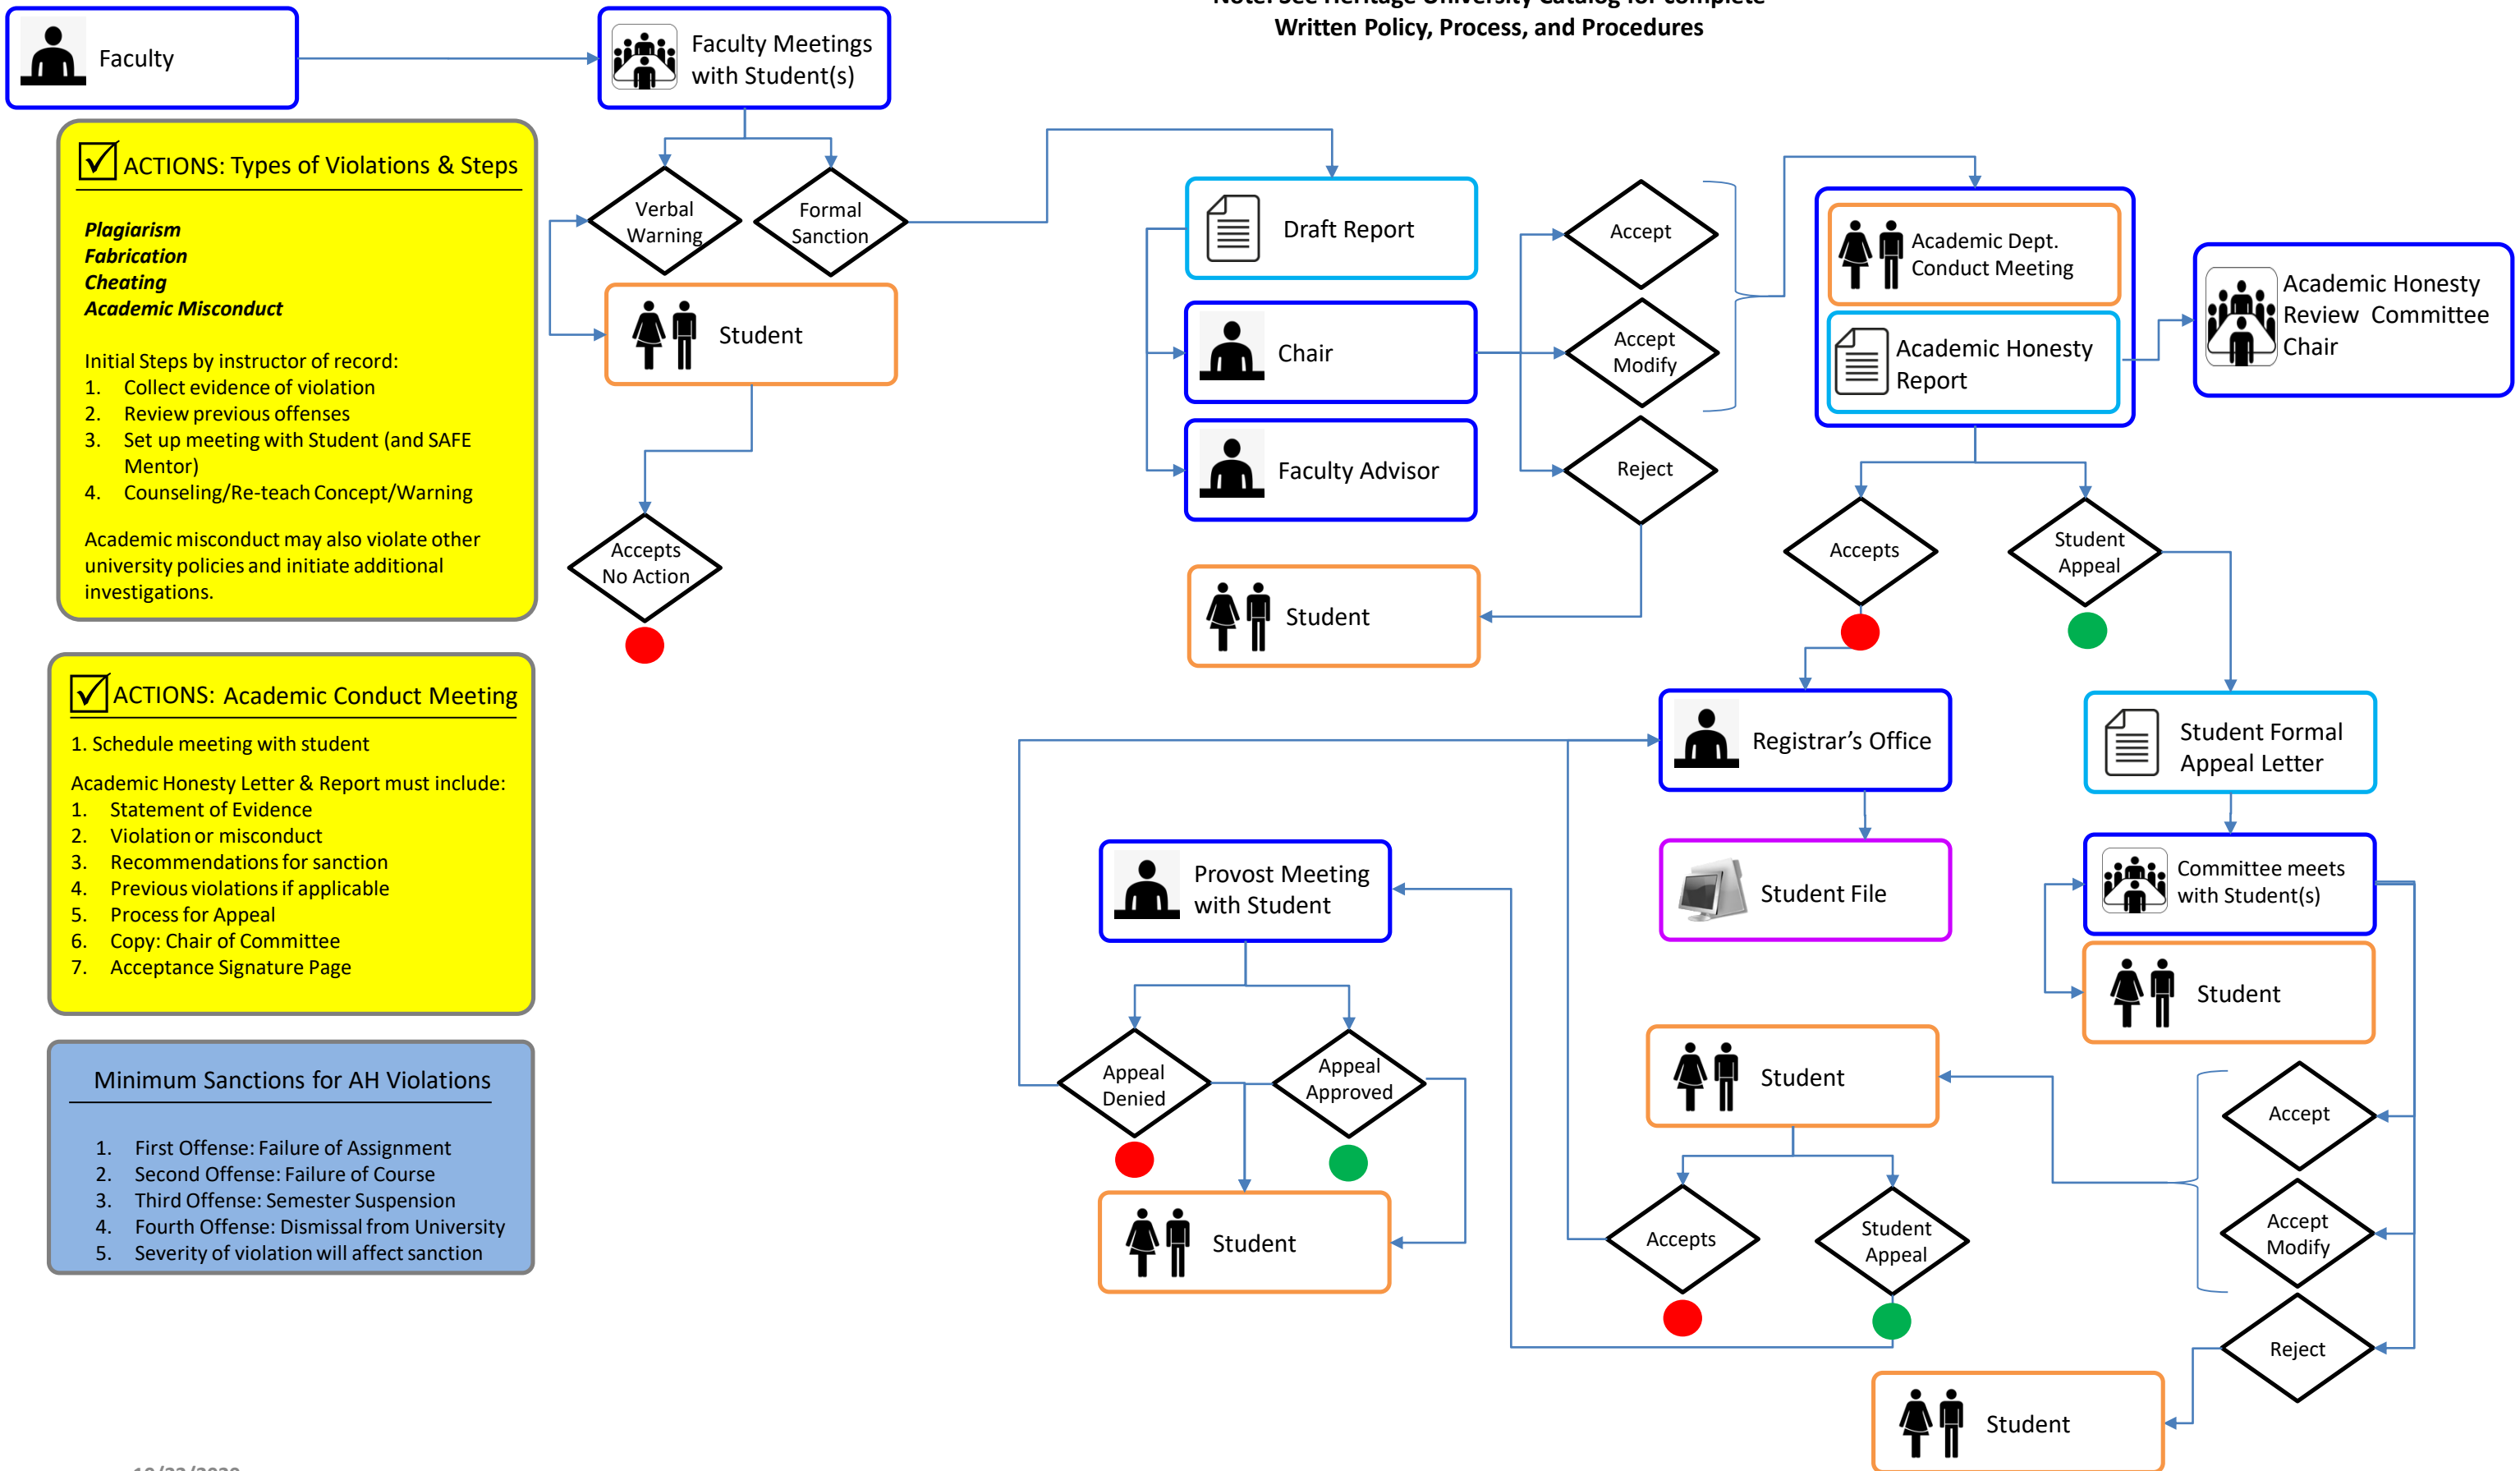 Note: See Heritage University Catalog for complete
Written Policy, Process, and Procedures
Faculty
Faculty Meetings
with Student(s)
ACTIONS: Types of Violations & Steps
Plagiarism
Fabrication
Cheating
Academic Misconduct
Initial Steps by instructor of record:
1. Collect evidence of violation
2. Review previous offenses
3. Set up meeting with Student (and SAFE
Mentor)
4. Counseling/Re-teach Concept/Warning
Academic misconduct may also violate other
university policies and initiate additional
investigations.
Verbal
Warning
Formal
Sanction
Student
Accepts
No Action
Draft Report
Chair
Faculty Advisor
Accept
Accept
Modify
Reject
Student
Academic Dept.
Conduct Meeting
Academic Honesty
Report
Academic Honesty
Review Committee
Chair
Accepts
Student
Appeal
ACTIONS: Academic Conduct Meeting
1. Schedule meeting with student
Academic Honesty Letter & Report must include:
1. Statement of Evidence
2. Violation or misconduct
3. Recommendations for sanction
4. Previous violations if applicable
5. Process for Appeal
6. Copy: Chair of Committee
7. Acceptance Signature Page
Registrar's Office
Student File
Student Formal
Appeal Letter
Committee meets
with Student(s)
Student
Provost Meeting
with Student
Appeal
Denied
Appeal
Approved
Student
Student
Accepts
Student
Appeal
Accept
Accept
Modify
Reject
Student
Minimum Sanctions for AH Violations
1. First Offense: Failure of Assignment
2. Second Offense: Failure of Course
3. Third Offense: Semester Suspension
4. Fourth Offense: Dismissal from University
5. Severity of violation will affect sanction